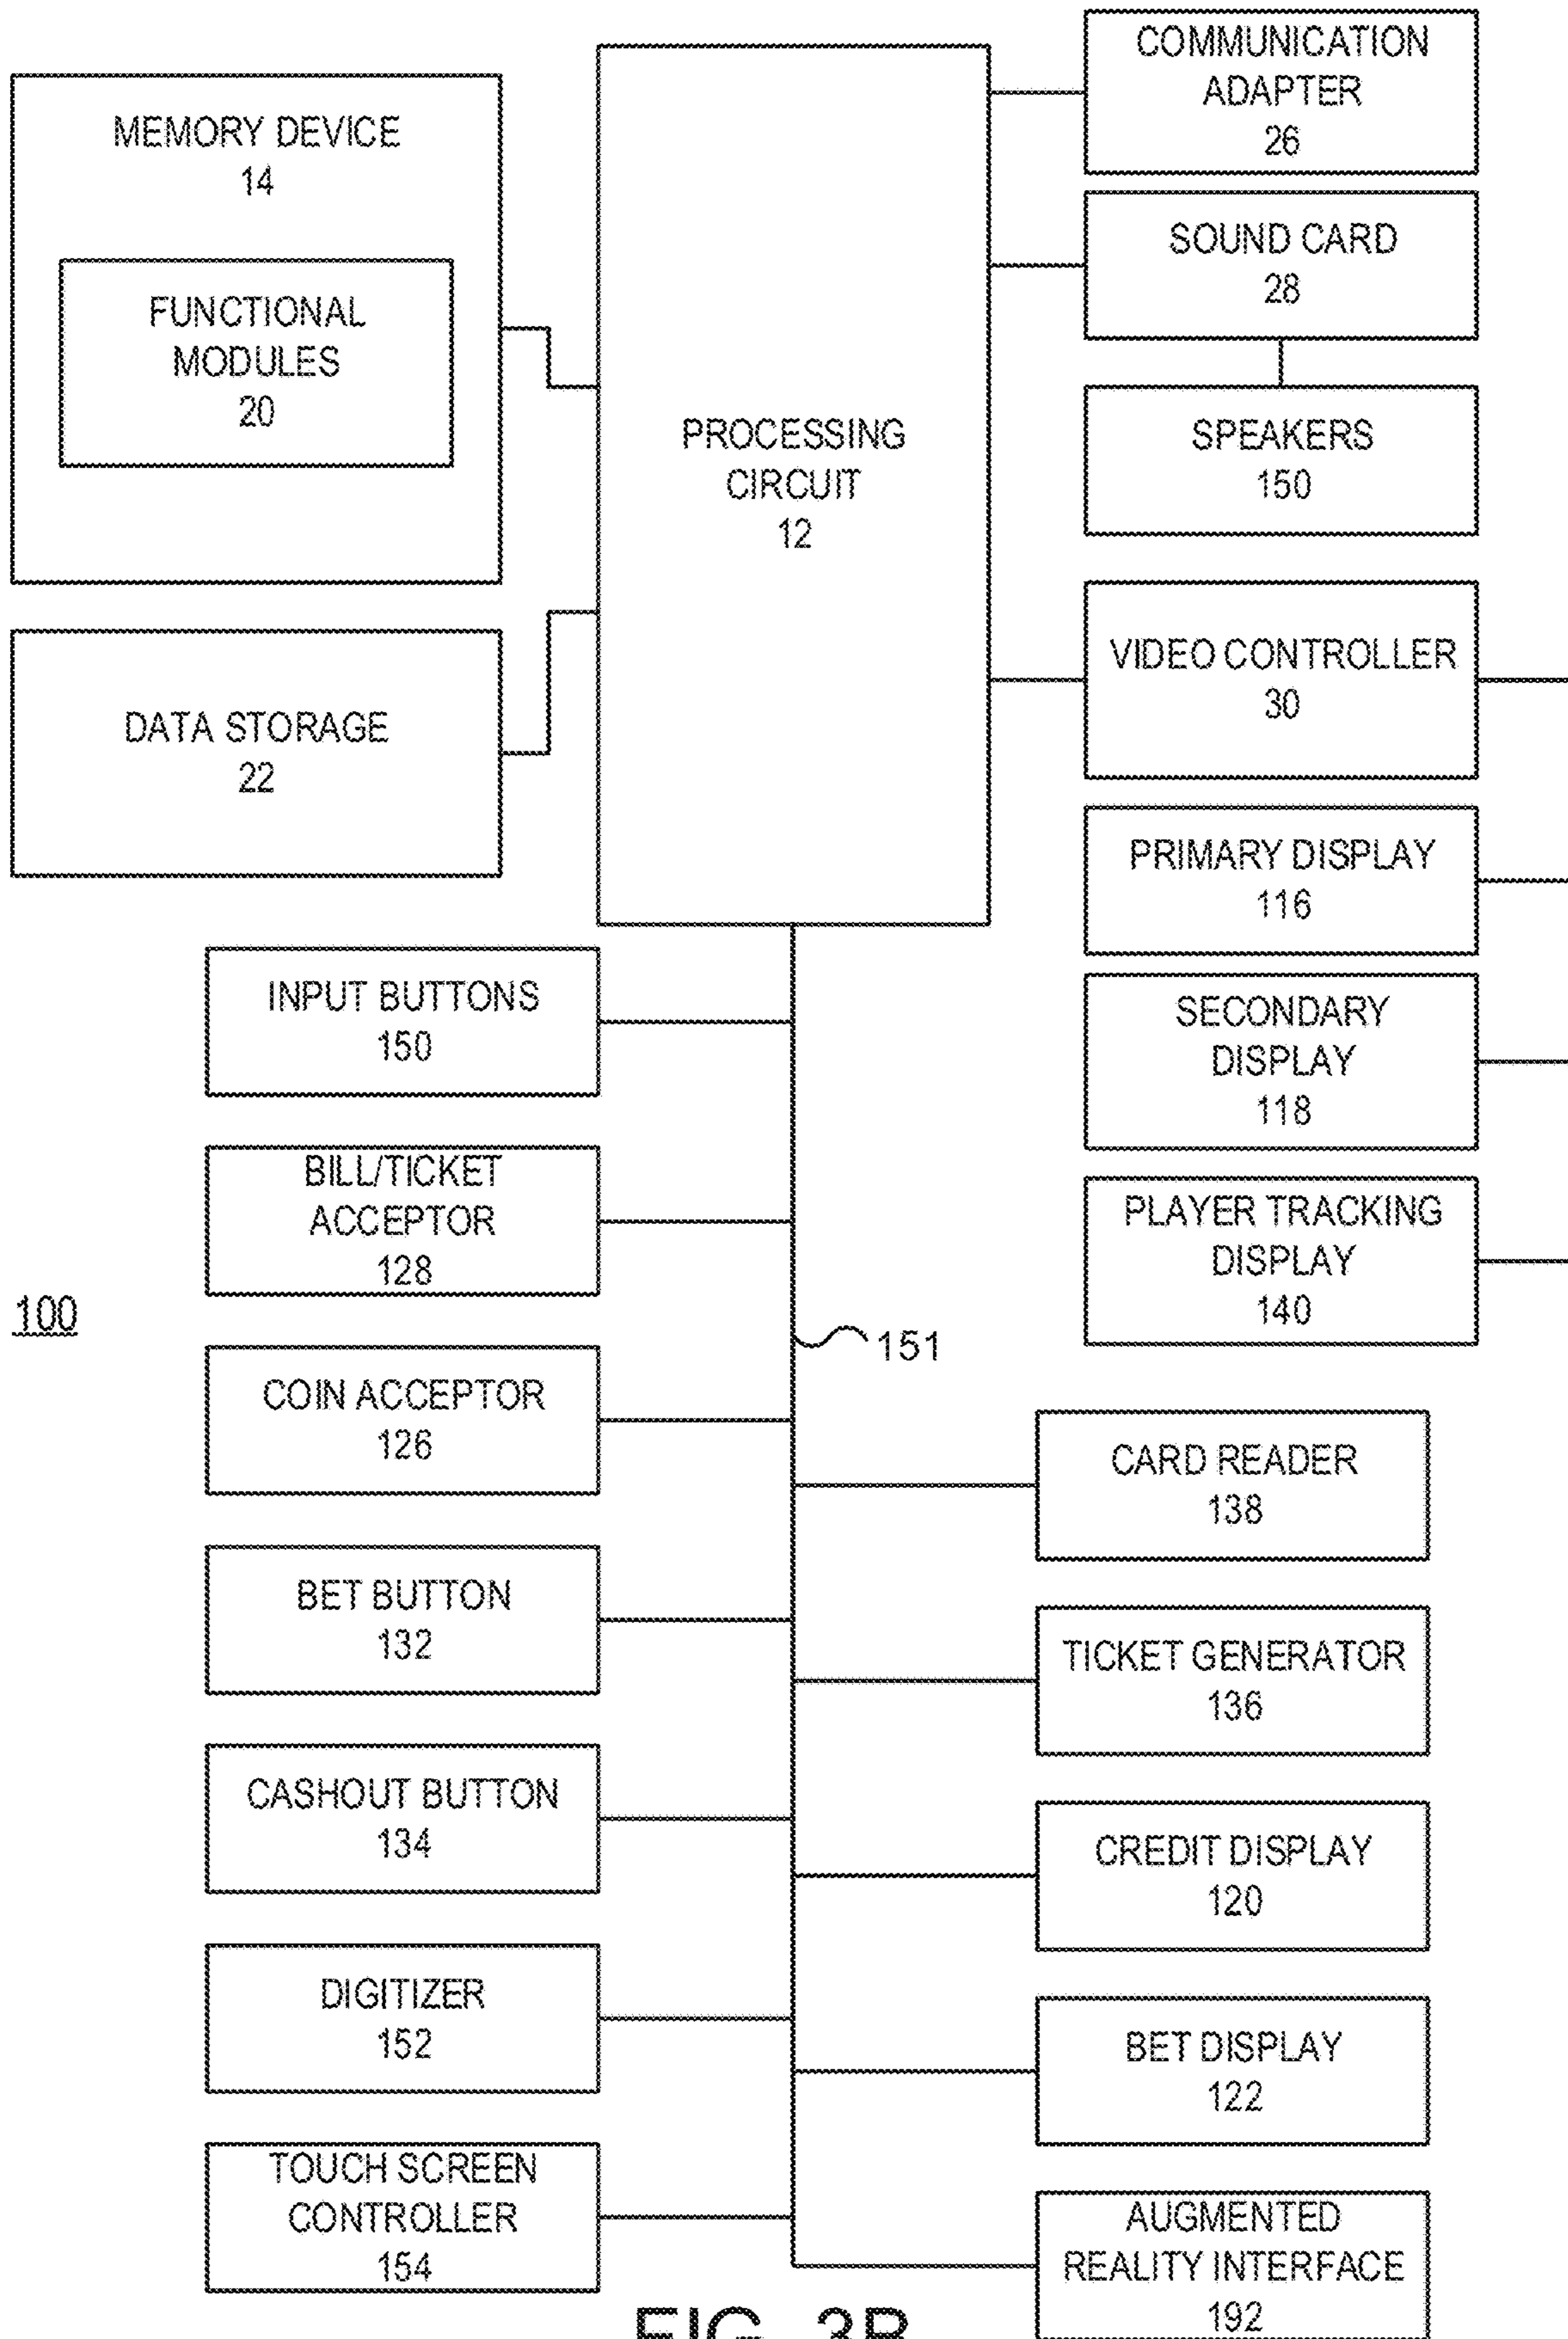 COMMUNICATION
ADAPTER
26
MEMORY DEVICE
14
FUNCTIONAL
MODULES
20
PROCESSING
CIRCUIT
12
SOUND CARD
28
SPEAKERS
150
VIDEO CONTROLLER
30
DATA STORAGE
22
PRIMARY DISPLAY
116
SECONDARY
DISPLAY
118
PLAYER TRACKING
DISPLAY
140
INPUT BUTTONS
150
BILL/TICKET
ACCEPTOR
128
100
151
COIN ACCEPTOR
126
BET BUTTON
132
CASHOUT BUTTON
134
DIGITIZER
152
TOUCH SCREEN
CONTROLLER
154
CARD READER
138
TICKET GENERATOR
136
CREDIT DISPLAY
120
BET DISPLAY
122
AUGMENTED
REALITY INTERFACE
192
FIG. 3B